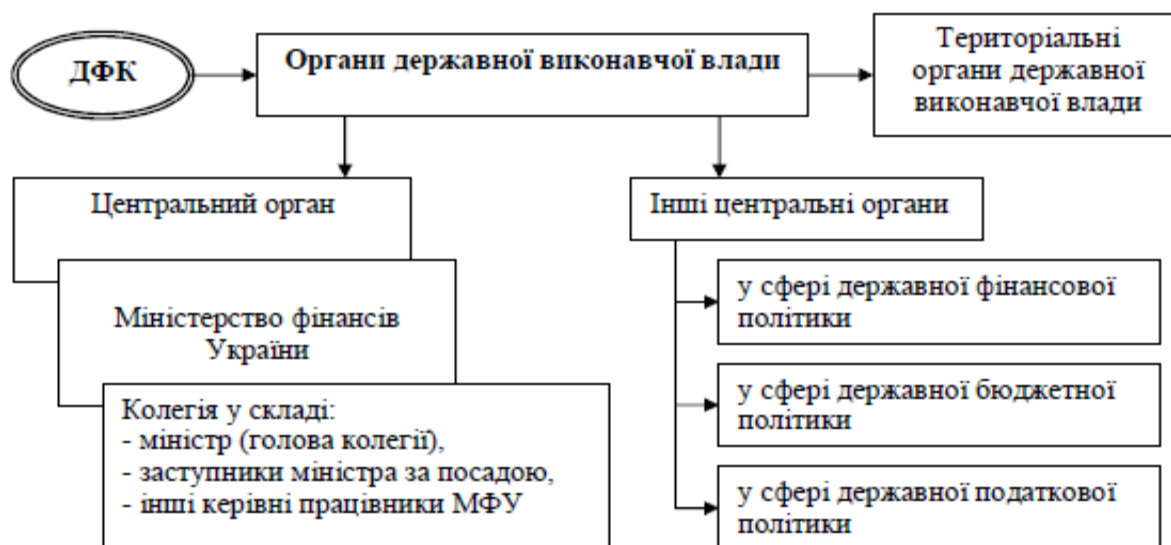 ДФК
Органи державної виконавчої влади
Територіальні
органи державної
виконавчої влади
Центральний орган
Міністерство фінансів
України
Колегія у складі:
- міністр (голова колегії),
- заступники міністра за посадою,
- інші керівні працівники МФУ
Інші центральні органи
у сфері державної фінансової
політики
у сфері державної бюджетної
політики
у сфері державної податкової
політики